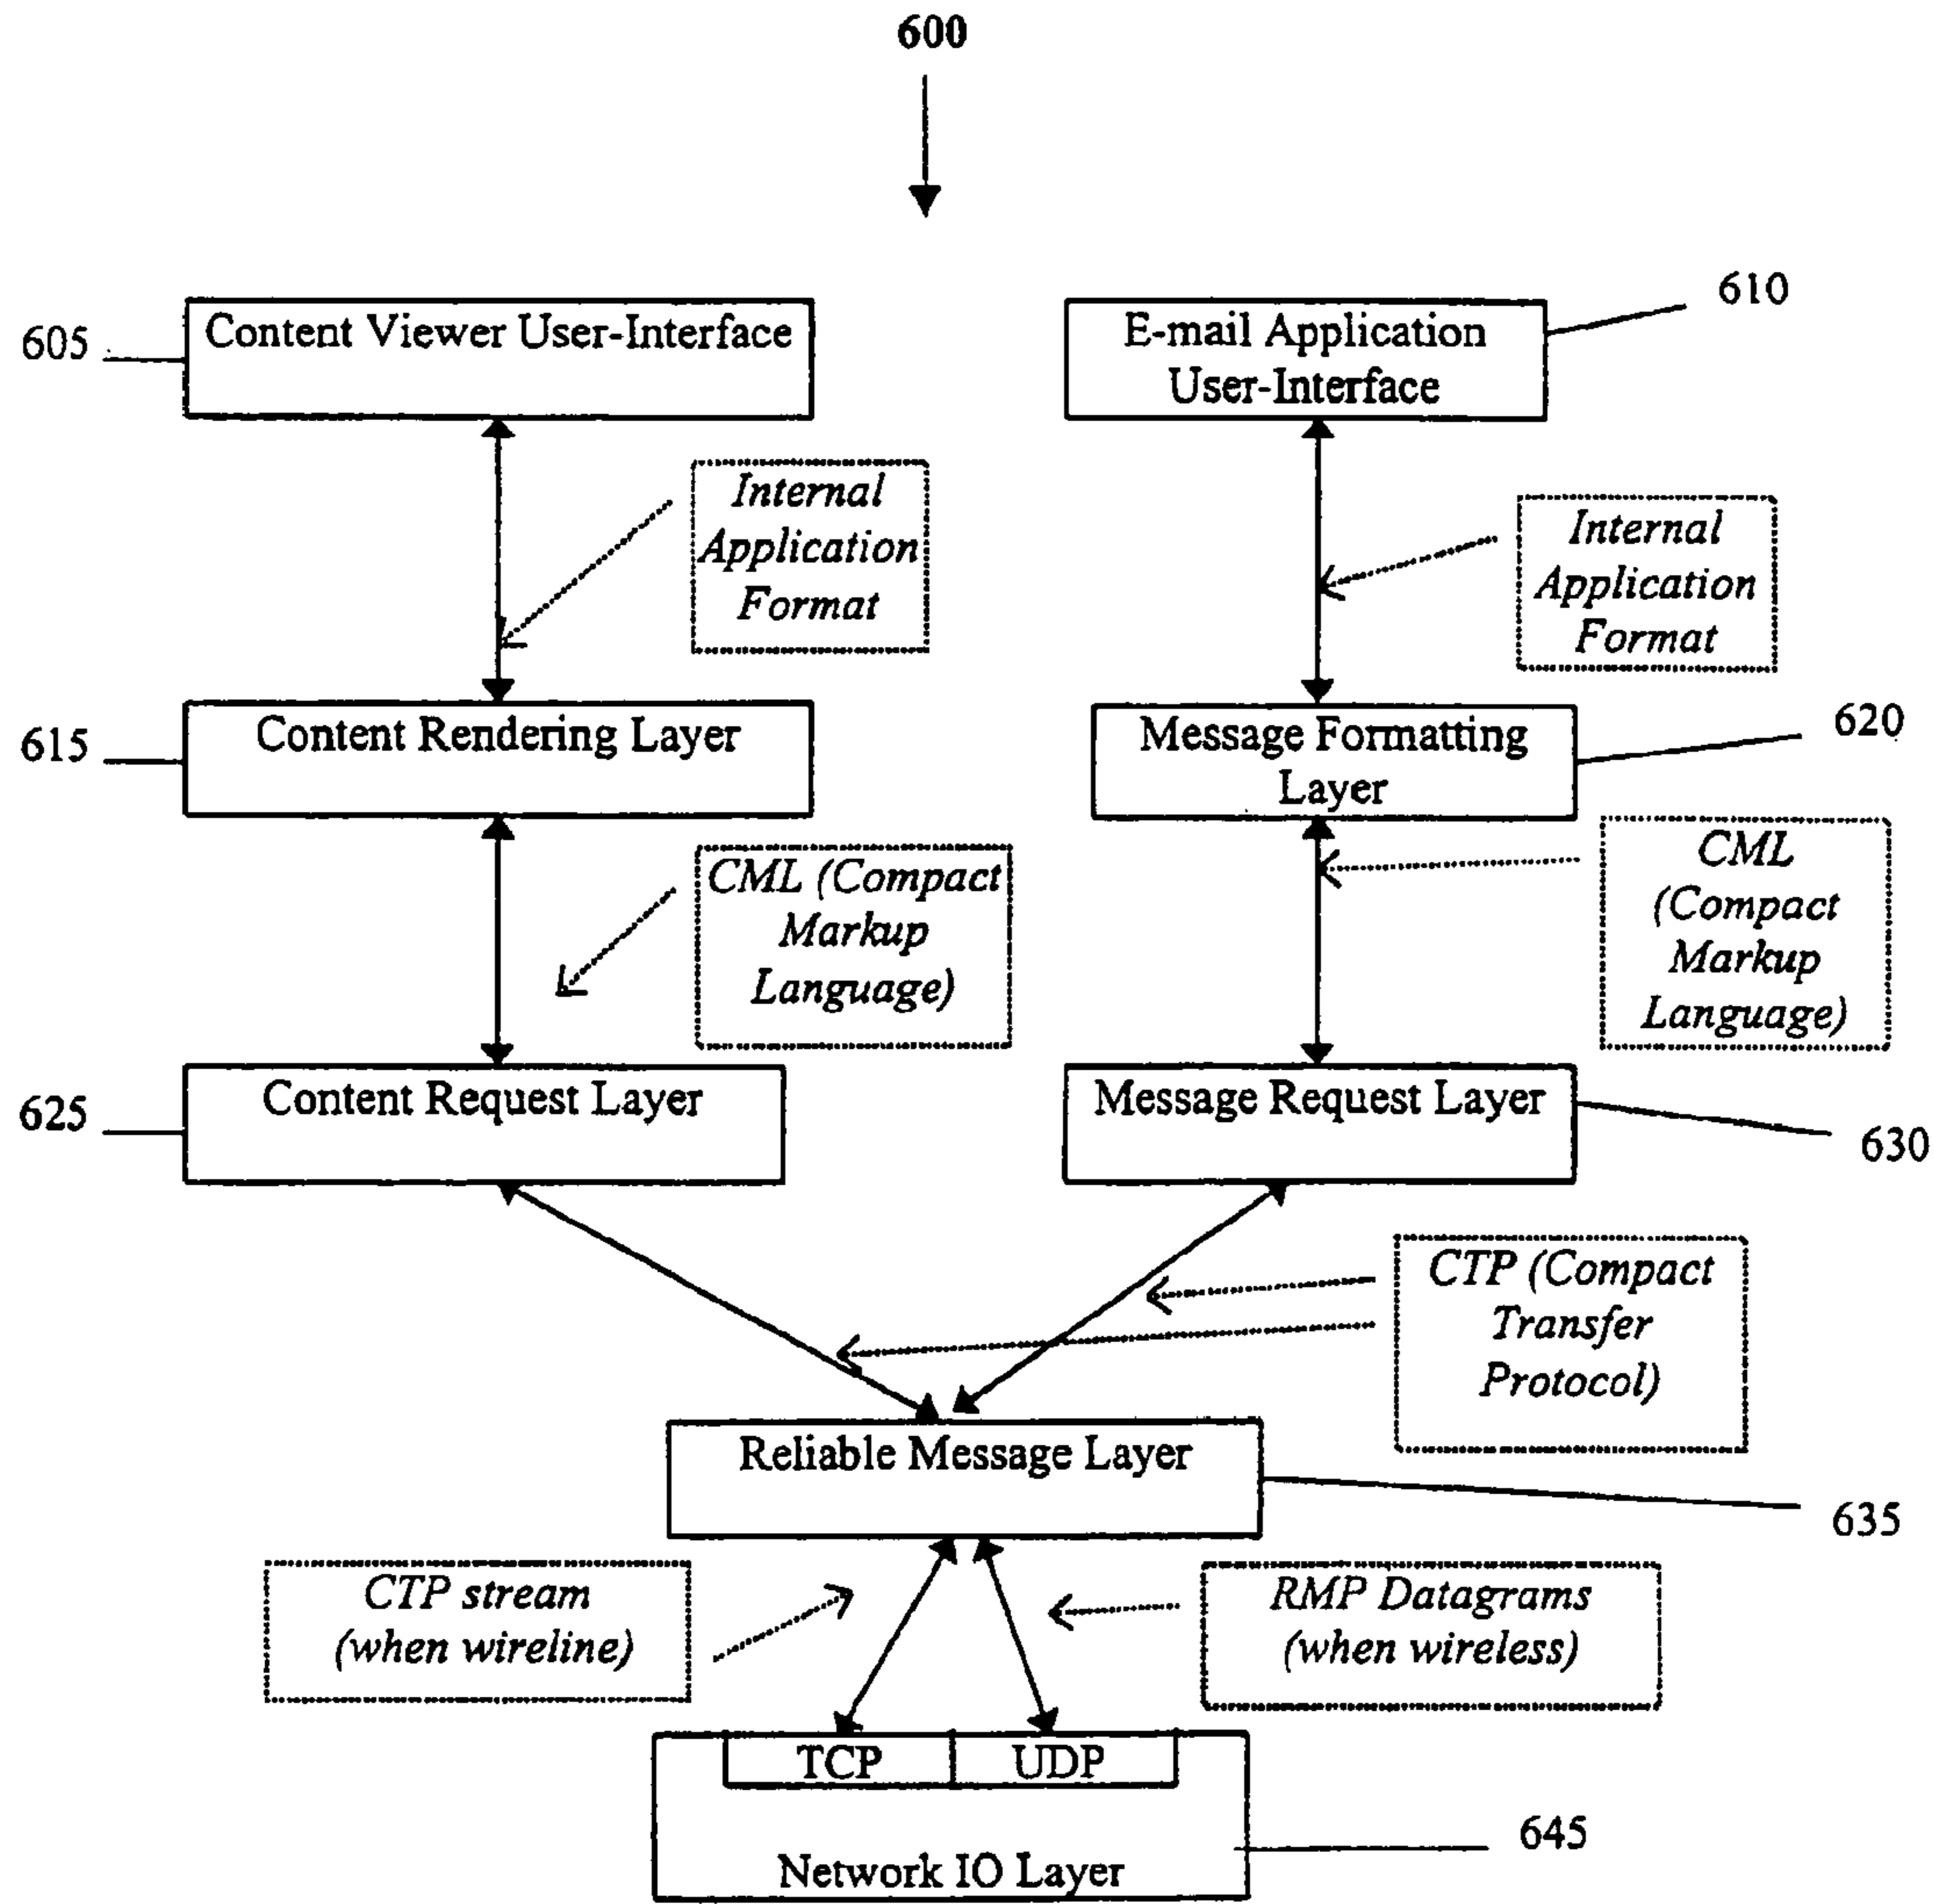 600
605
Content Viewer User-Interface
E-mail Application
User-Interface
610
Internal
Application
Format
Internal
Application
Format
615
Content Rendering Layer
Message Formatting
Layer
620
CML (Compact
Markup
Language)
CML
(Compact
Markup
Language)
625
Content Request Layer
Message Request Layer
630
CTP (Compact
Transfer
Protocol)
Reliable Message Layer
635
CTP stream
(when wireline)
RMP Datagrams
(when wireless)
TCP
UDP
Network IO Layer
645